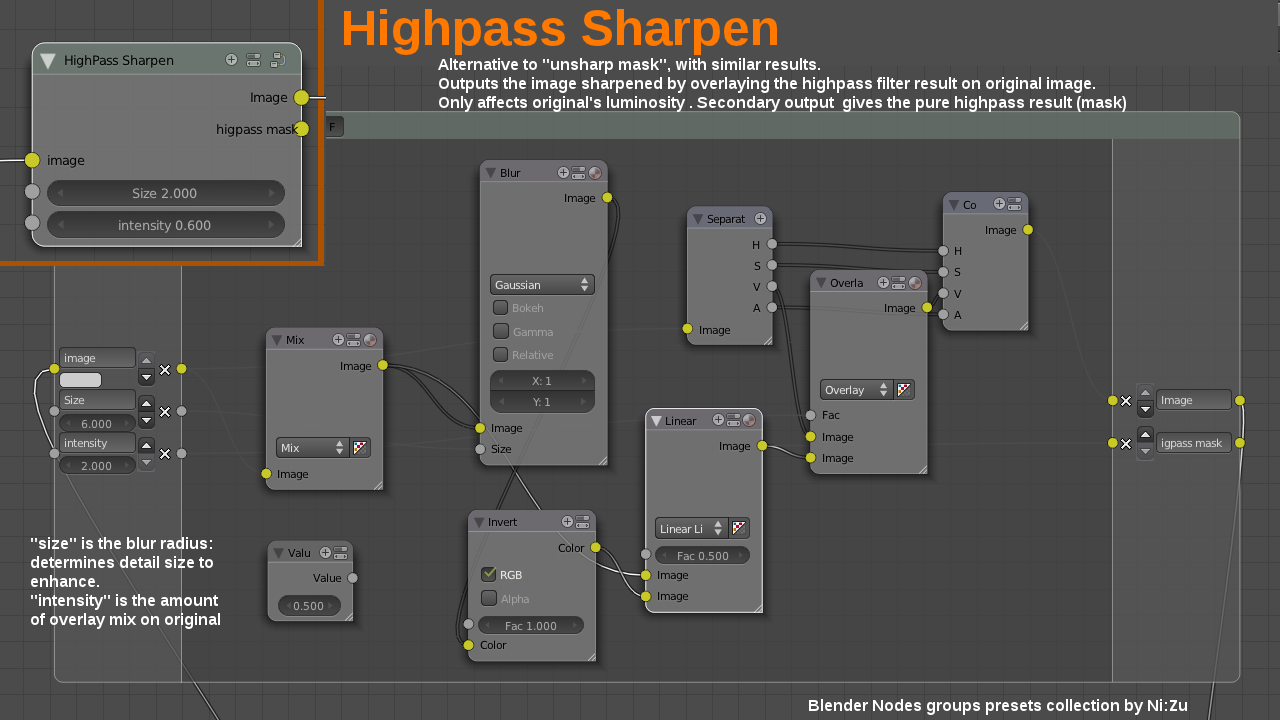 Highpass Sharpen
Alternative to "unsharp mask", with similar results.
Outputs the image sharpened by overlaying the highpass filter result on original image.
Only affects original's luminosity . Secondary output gives the pure highpass result (mask)
HighPass Sharpen
Image
higpass mask
image
Size 2.000
intensity 0.600
F
image
Size
6.000
intensity
2.000
Mix
Image
Mix
Image
Valu
Value
0.500
Blur
Image
Gaussian
Bokeh
Gamma
Relative
X: 1
Y: 1
Image
Size
Invert
Color
RGB
Alpha
Fac 1.000
Color
Separat
H
S
V
A
Image
Linear
Image
Linear Li
Fac 0.500
Image
Image
Overla
Image
Overlay
Fac
Image
Image
Co
Image
H
S
V
A
Image
igpass mask
"size" is the blur radius:
determines detail size to
enhance.
"intensity" is the amount
of overlay mix on original
Blender Nodes groups presets collection by Ni:Zu